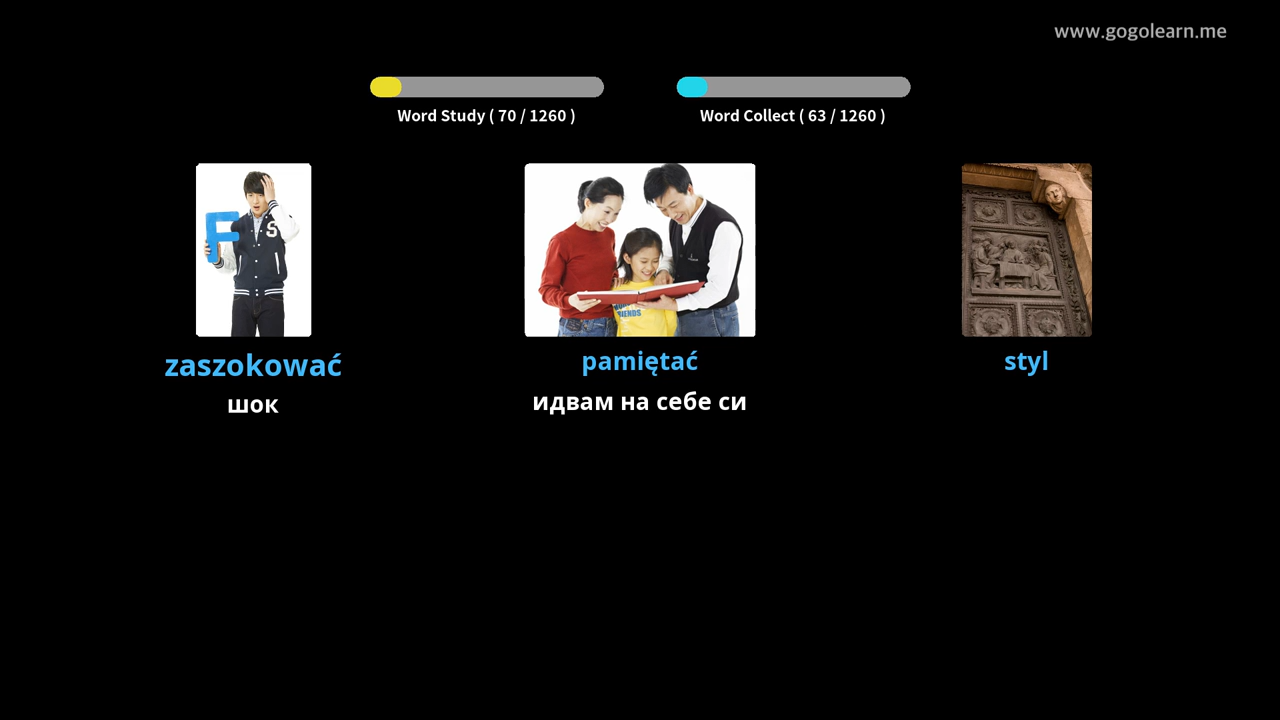 www.gogolearn.me
Word Study ( 70 / 1260 )
Word Collect ( 63 / 1260 )
F
S
FRIENDS
zaszokować
pamiętać
styl
шок
идвам на себе си